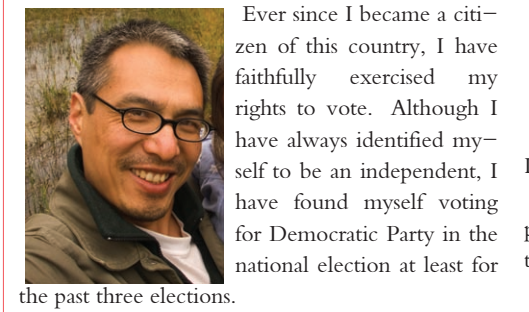 Ever since I became a citi-
zen of this country, I have
faithfully exercised my
rights to vote. Although I
have always identified my-
self to be an independent, I
have found myself voting
for Democratic Party in the
national election at least for
the past three elections.